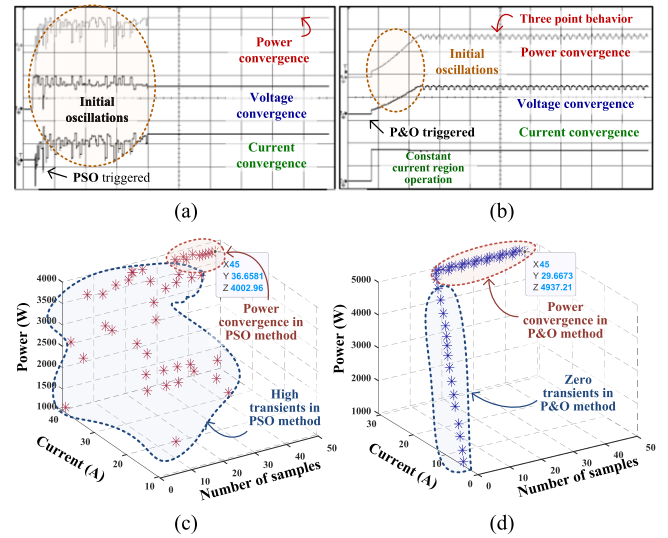 Power
convergence
Initial
oscillations
Voltage
convergence
Current
convergence
PSO triggered
(a)
Three point behavior
Initial
oscillations
Power convergence
Voltage convergence
P&O triggered
Current convergence
Constant
current region
operation
(b)
X 45
Y 36.6581
Z 4002.96
Power
convergence in
PSO method
High
transients in
PSO method
Power (W)
4000
3500
3000
2500
2000
1500
1000
Current (A)
40
30
20
10
Number of samples
0
10
20
30
40
50
(c)
X 45
Y 29.6673
Z 4937.21
Power
convergence in
P&O method
Zero
transients in
P&O method
Power (W)
5000
4000
3000
2000
1000
Current (A)
30
20
10
0
Number of samples
0
10
20
30
40
50
(d)